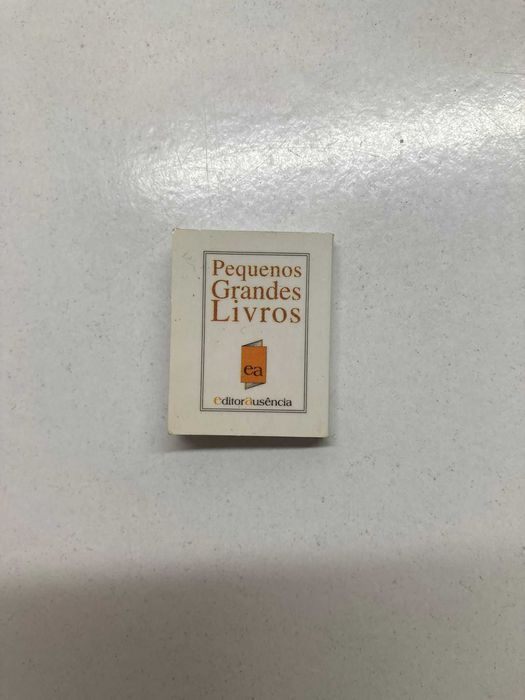 Pequenos
Grandes
Livros
ea
editorausência